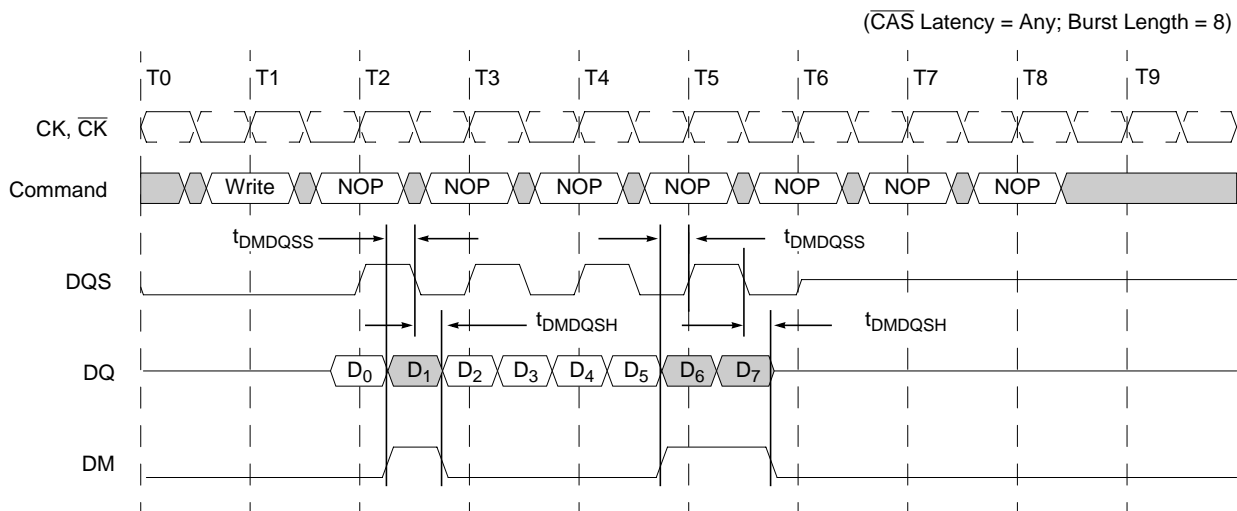 (C̅A̅S̅ Latency = Any; Burst Length = 8)
T0 T1 T2 T3 T4 T5 T6 T7 T8 T9
CK, C̅K̅
Command Write NOP NOP NOP NOP NOP NOP NOP
tDMDQSS tDMDQSS
DQS
tDMDQSH tDMDQSH
DQ D0 D1 D2 D3 D4 D5 D6 D7
DM